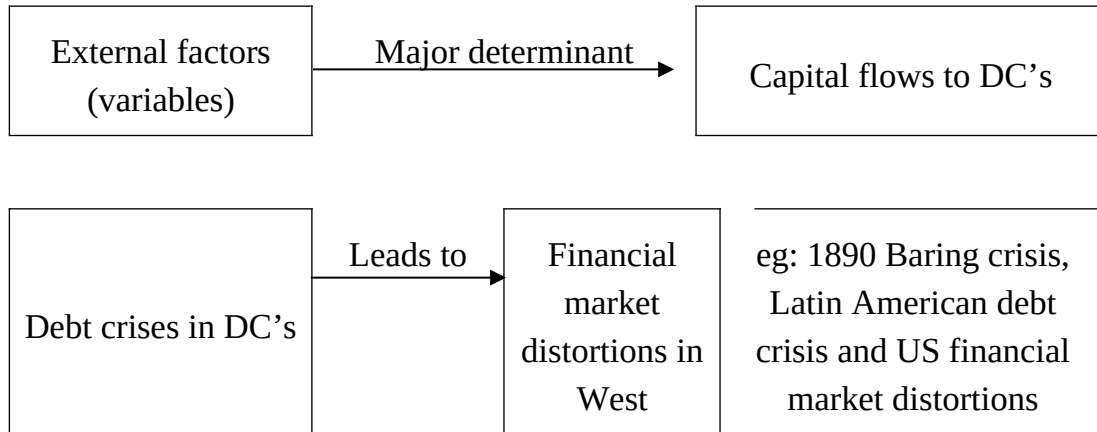 External factors
(variables)
Major determinant
Capital flows to DC’s
Debt crises in DC’s
Leads to
Financial
market
distortions in
West
eg: 1890 Baring crisis,
Latin American debt
crisis and US financial
market distortions